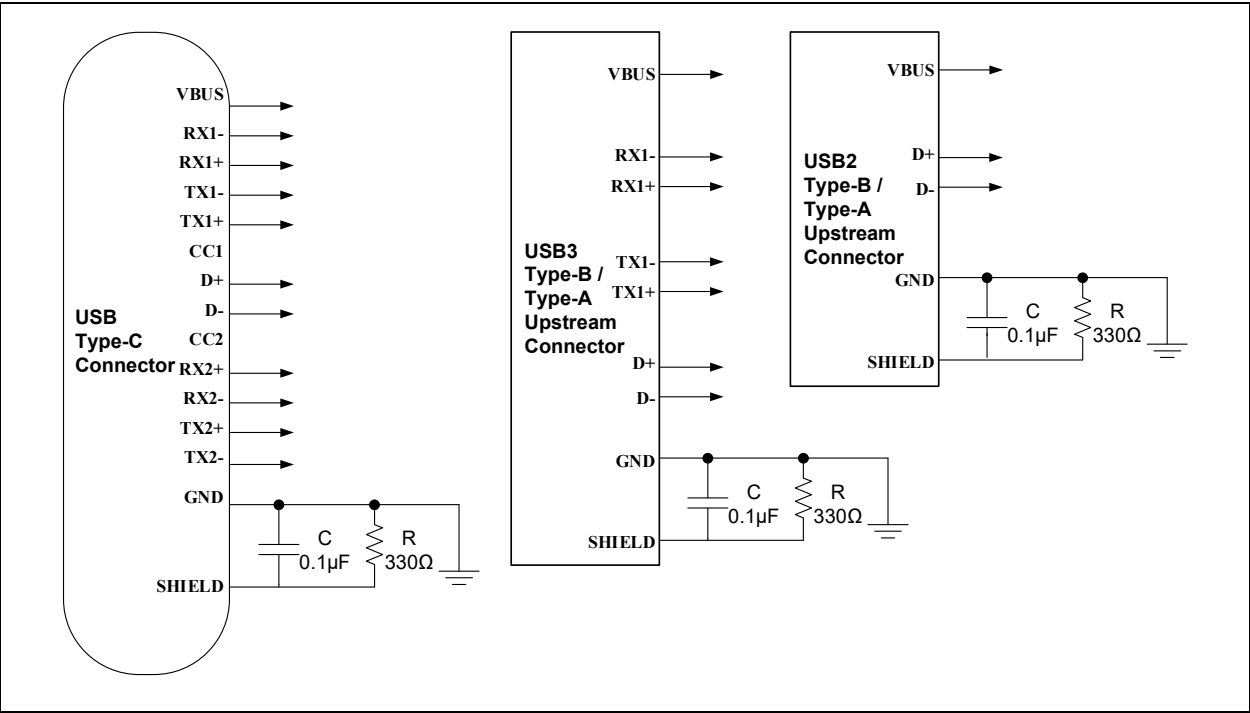 VBUS
RX1-
RX1+
TX1-
TX1+
CC1
D+
D-
CC2
RX2+
RX2-
TX2+
TX2-
GND
SHIELD
USB
Type-C
Connector
C
0.1µF
R
330Ω
VBUS
RX1-
RX1+
TX1-
TX1+
D+
D-
GND
SHIELD
USB3
Type-B /
Type-A
Upstream
Connector
C
0.1µF
R
330Ω
VBUS
D+
D-
GND
SHIELD
USB2
Type-B /
Type-A
Upstream
Connector
C
0.1µF
R
330Ω